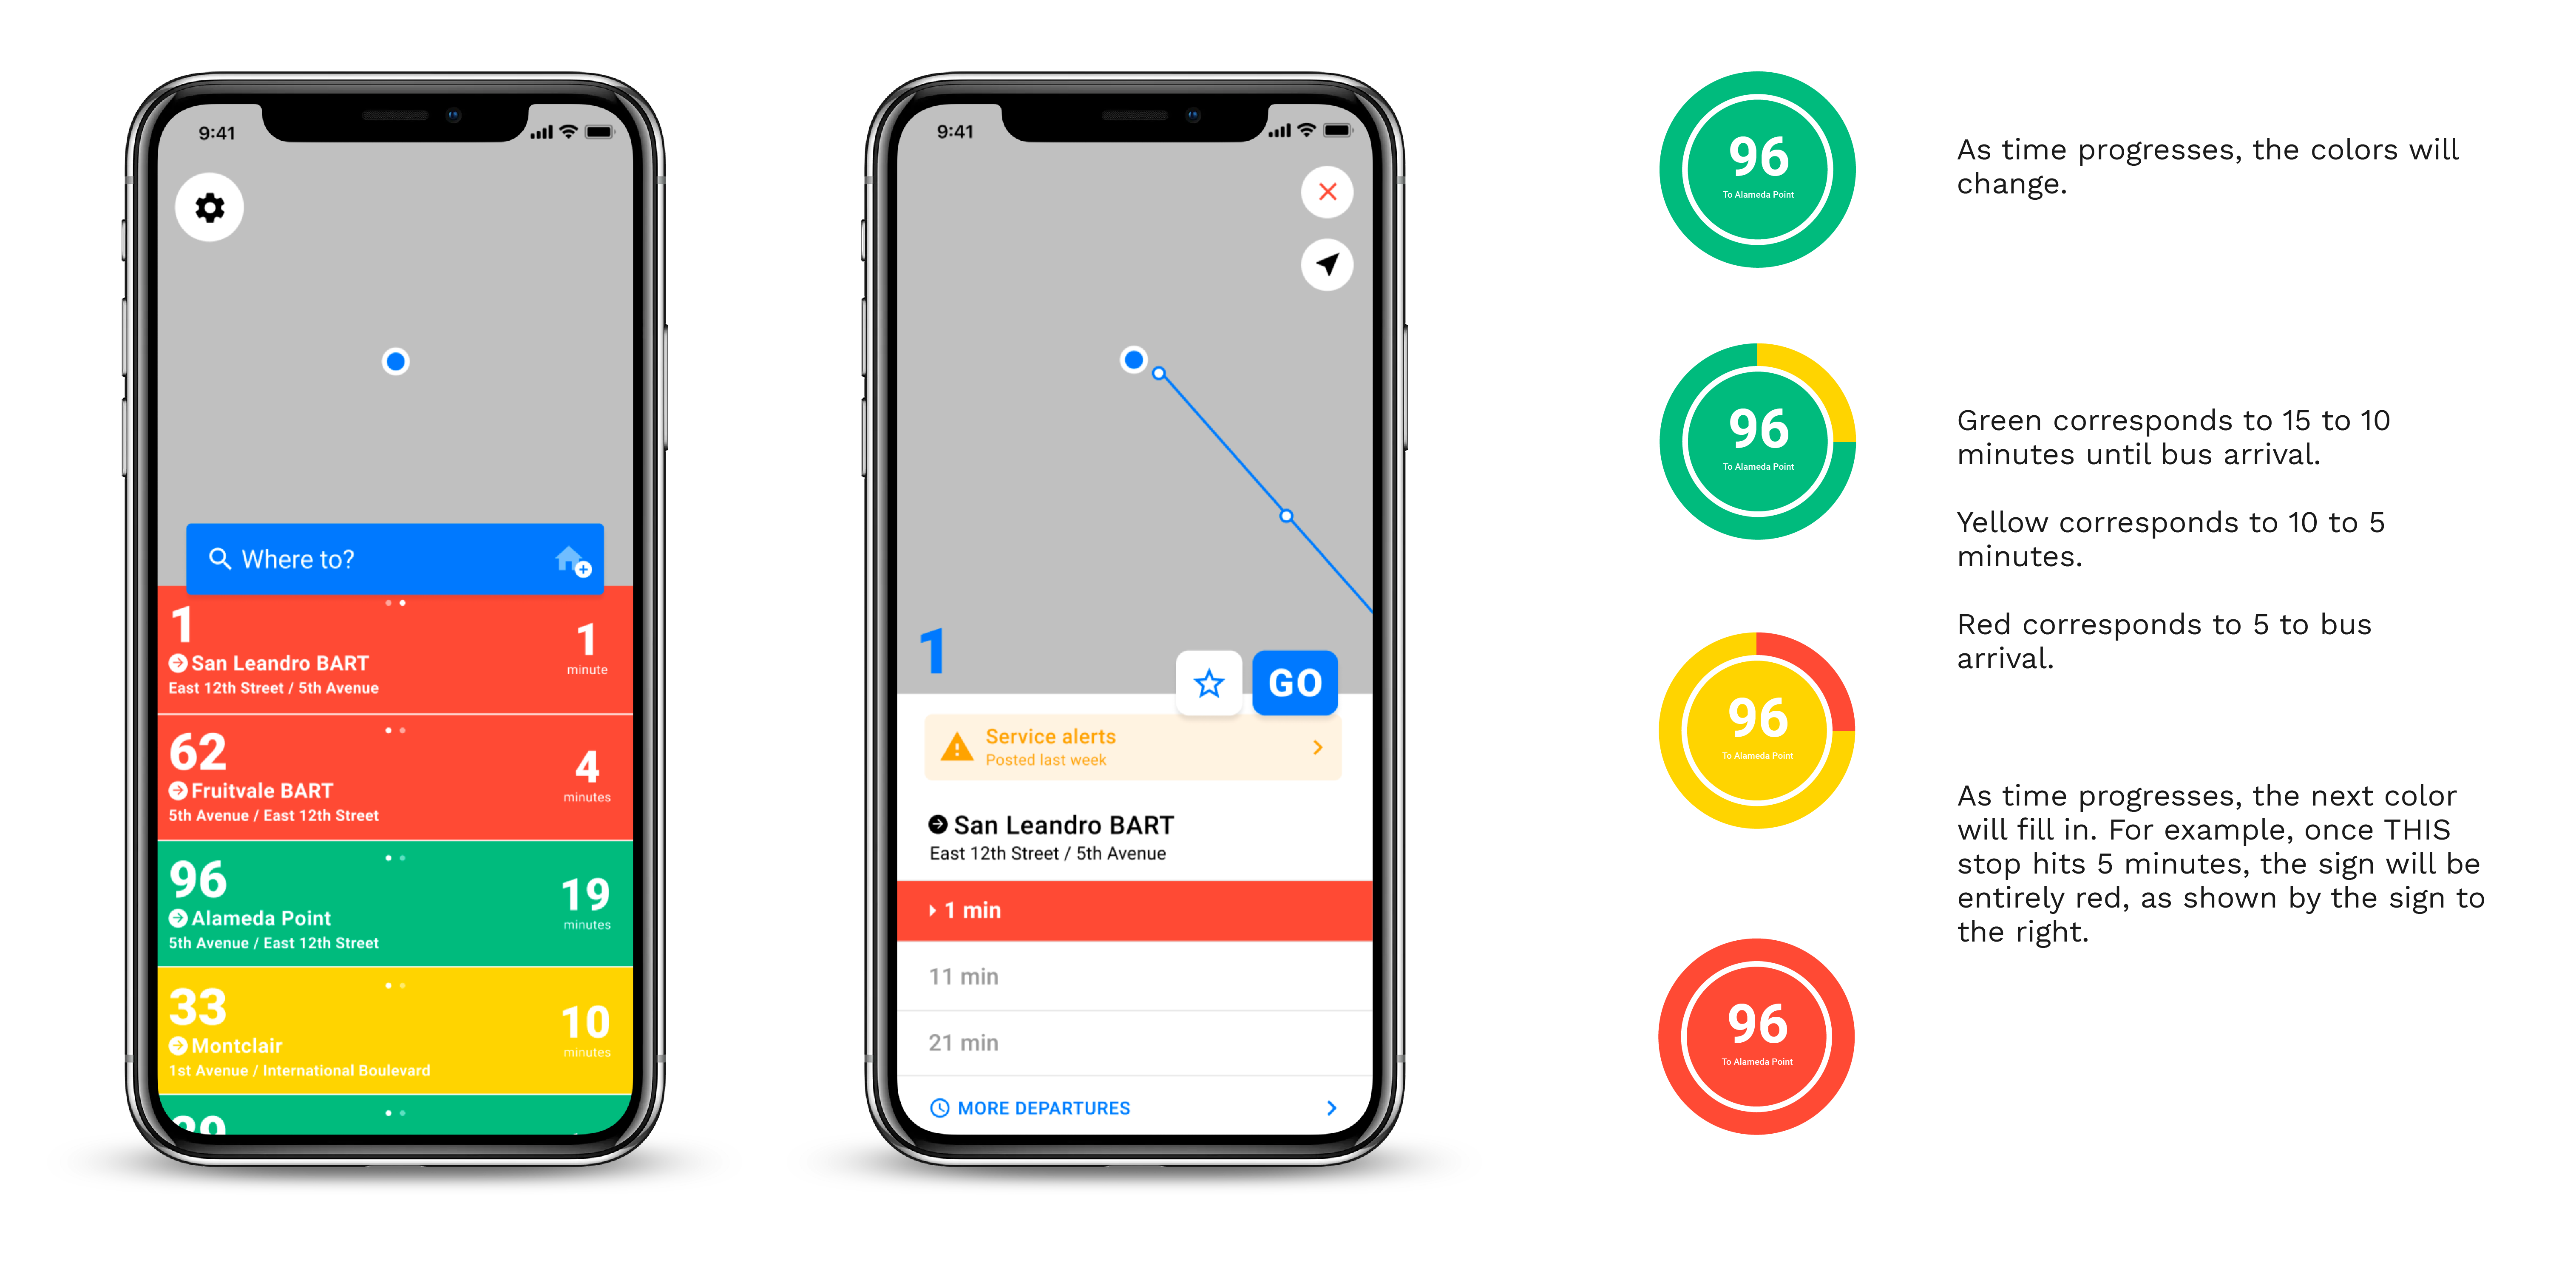 9:41
Where to?
1
San Leandro BART
East 12th Street / 5th Avenue
1
minute
62
Fruitvale BART
5th Avenue / East 12th Street
4
minutes
96
Alameda Point
5th Avenue / East 12th Street
19
minutes
33
Montclair
1st Avenue / International Boulevard
10
minutes
9:41
1
GO
Service alerts
Posted last week
San Leandro BART
East 12th Street / 5th Avenue
1 min
11 min
21 min
MORE DEPARTURES
96
To Alameda Point
96
To Alameda Point
96
To Alameda Point
96
To Alameda Point
As time progresses, the colors will
change.
Green corresponds to 15 to 10
minutes until bus arrival.
Yellow corresponds to 10 to 5
minutes.
Red corresponds to 5 to bus
arrival.
As time progresses, the next color
will fill in. For example, once THIS
stop hits 5 minutes, the sign will be
entirely red, as shown by the sign to
the right.